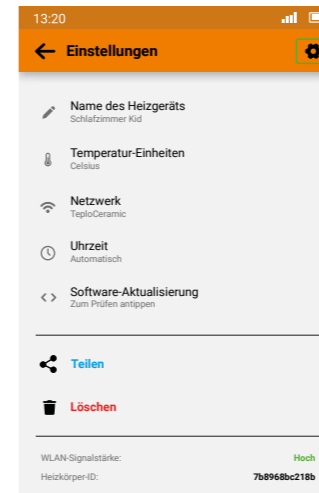 13:20
Einstellungen
Name des Heizgeräts
Schlafzimmer Kid
Temperatur-Einheiten
Celsius
Netzwerk
TeploCeramic
Uhrzeit
Automatisch
Software-Aktualisierung
Zum Prüfen antippen
Teilen
Löschen
WLAN-Signalstärke: Hoch
Heizkörper-ID: 7b8968bc218b